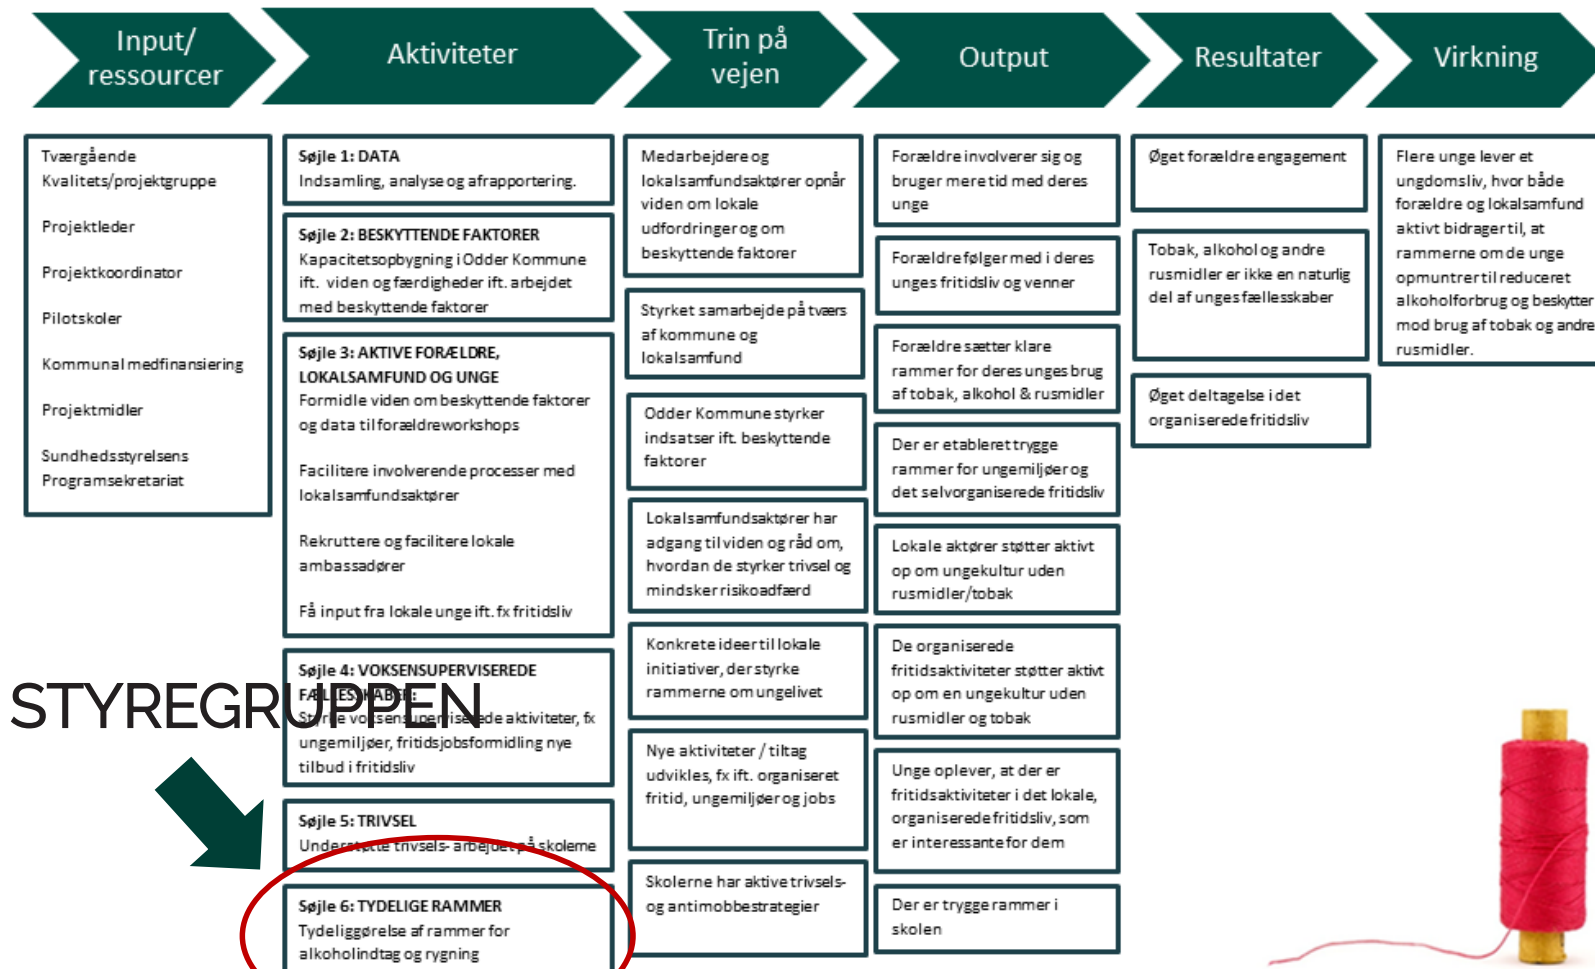 Input/
ressourcer
Aktiviteter
Trin på
vejen
Output
Resultater
Virkning
Tværgående
Kvalitets/projektgruppe
Projektleder
Projektkoordinator
Pilotskoler
Kommunal medfinansiering
Projektmidler
Sundhedsstyrelsens
Programsekretariat
Søjle 1: DATA
Indsamling, analyse og afrapportering.
Søjle 2: BESKYTTENDE FAKTORER
Kapacitetsopbygning i Odder Kommune
ift. viden og færdigheder ift. arbejdet
med beskyttende faktorer
Søjle 3: AKTIVE FORÆLDRE,
LOKALSAMFUND OG UNGE
Formidle viden om beskyttende faktorer
og data til forældreworkshops
Facilitere involverende processer med
lokalsamfundsaktører
Rekruttere og facilitere lokale
ambassadører
Få input fra lokale unge ift. fx fritidsliv
Søjle 4: VOKSENSUPERVISEREDE
FÆLLESSKABER:
Styrke voksensuperviserede aktiviteter, fx
ungemiljøer, fritidsjobsformidling nye
tilbud i fritidsliv
STYREGRUPPEN
Søjle 5: TRIVSEL
Understøtte trivsels- arbejdet på skolerne
Søjle 6: TYDELIGE RAMMER
Tydeliggørelse af rammer for
alkoholindtag og rygning
Medarbejdere og
lokalsamfundsaktører opnår
viden om lokale
udfordringer og om
beskyttende faktorer
Styrket samarbejde på tværs
af kommune og
lokalsamfund
Odder Kommune styrker
indsatser ift. beskyttende
faktorer
Lokalsamfundsaktører har
adgang til viden og råd om,
hvordan de styrker trivsel og
mindsker risikoadfærd
Konkrete ideer til lokale
initiativer, der styrke
rammerne om ungelivet
Nye aktiviteter / tiltag
udvikles, fx ift. organiseret
fritid, ungemiljøer og jobs
Skolerne har aktive trivsels-
og antimobbestrategier
Forældre involverer sig og
bruger mere tid med deres
unge
Forældre følger med i deres
unges fritidsliv og venner
Forældre sætter klare
rammer for deres unges brug
af tobak, alkohol & rusmidler
Der er etableret trygge
rammer for ungemiljøer og
det selvorganiserede fritidsliv
Lokale aktører støtter aktivt
op om ungekultur uden
rusmidler/tobak
De organiserede
fritidsaktiviteter støtter aktivt
op om en ungekultur uden
rusmidler og tobak
Unge oplever, at der er
fritidsaktiviteter i det lokale,
organiserede fritidsliv, som
er interessante for dem
Der er trygge rammer i
skolen
Øget forældre engagement
Tobak, alkohol og andre
rusmidler er ikke en naturlig
del af unges fællesskaber
Øget deltagelse i det
organiserede fritidsliv
Flere unge lever et
ungdomsliv, hvor både
forældre og lokalsamfund
aktivt bidrager til, at
rammerne om de unge
opmuntrer til reduceret
alkoholforbrug og beskytter
mod brug af tobak og andre
rusmidler.